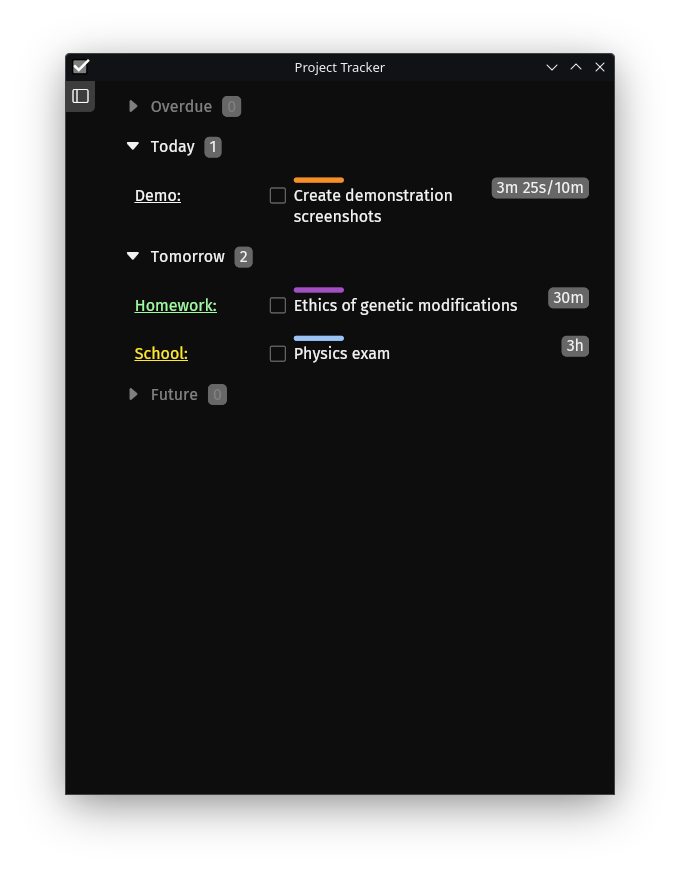 Project Tracker
Overdue 0
Today 1
Demo: Create demonstration 3m 25s/10m
screenshots
Tomorrow 2
Homework: Ethics of genetic modifications 30m
School: Physics exam 3h
Future 0